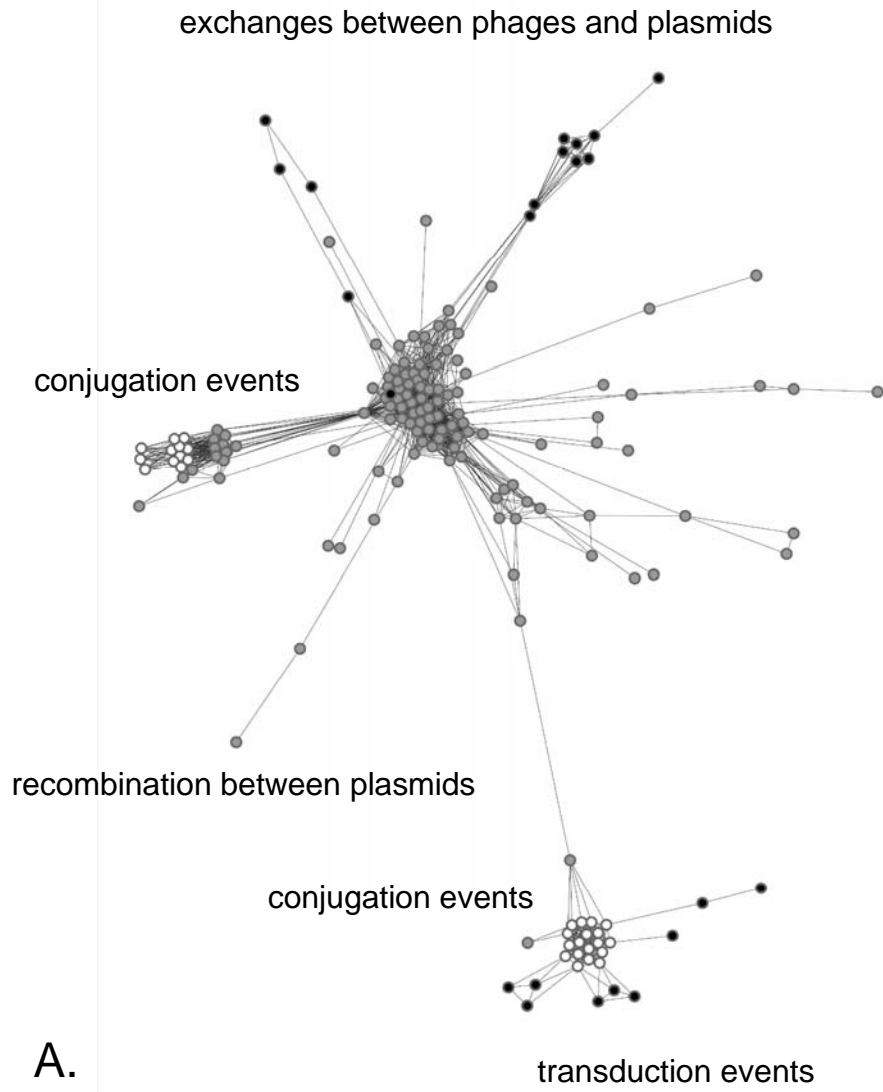 exchanges between phages and plasmids
conjugation events
recombination between plasmids
conjugation events
A.
transduction events